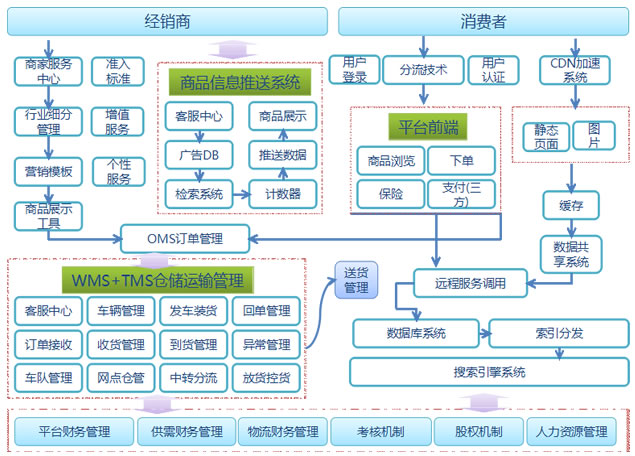 经销商
消费者
商家服务
中心
准入
标准
行业细分
管理
增值
服务
营销模板
个性
服务
商品展示
工具
商品信息推送系统
客服中心
商品展示
广告DB
推送数据
检索系统
计数器
用户
登录
分流技术
用户
认证
CDN加速
系统
平台前端
商品浏览
下单
保险
支付(三
方)
静态
页面
图
片
缓存
数据共
享系统
OMS订单管理
WMS+TMS仓储运输管理
送货
管理
远程服务调用
客服中心
车辆管理
发车装货
回单管理
订单接收
收货管理
到货管理
异常管理
车队管理
网点仓管
中转分流
放货控货
数据库系统
索引分发
搜索引擎系统
平台财务管理
供需财务管理
物流财务管理
考核机制
股权机制
人力资源管理